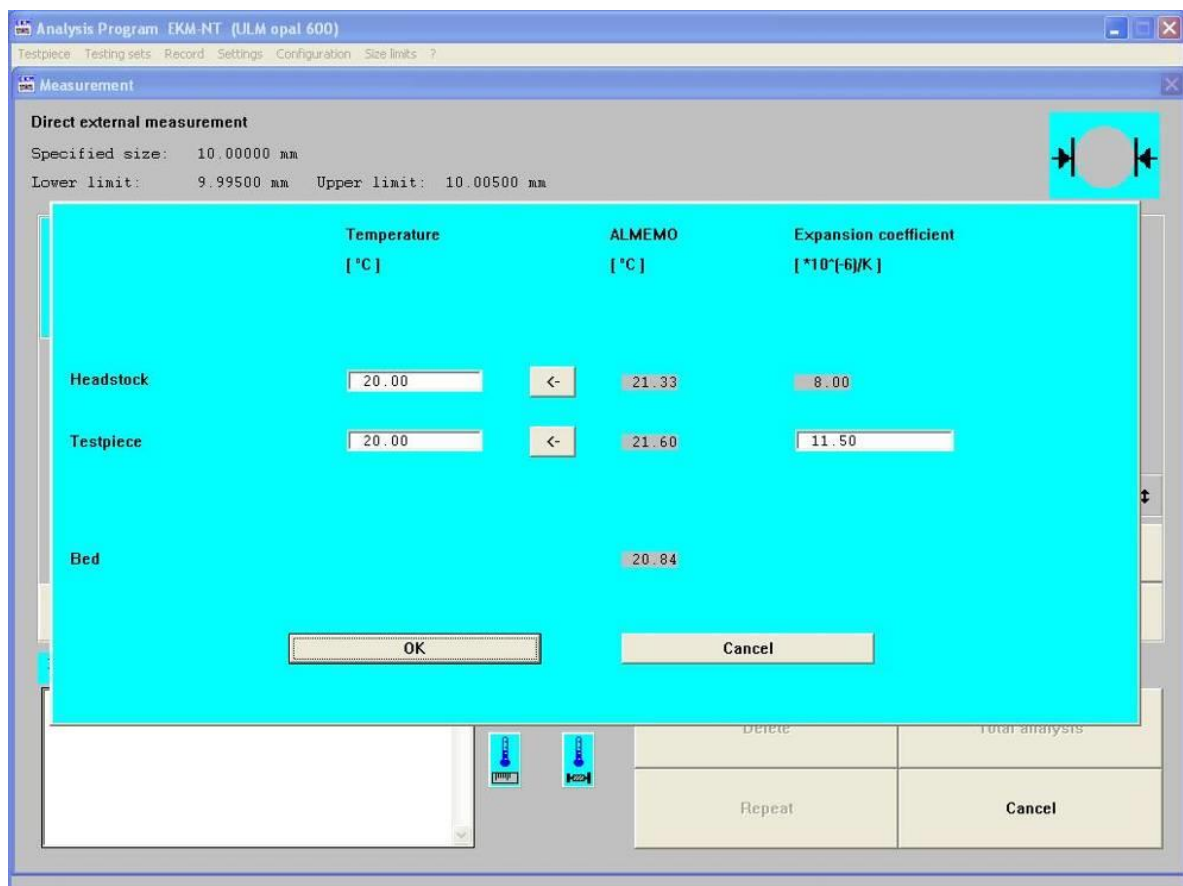 Analysis Program EKM-NT (ULM opal 600)
Testpiece Testing sets Record Settings Configuration Size limits ?
Measurement
Direct external measurement
Specified size: 10.00000 mm
Lower limit: 9.99500 mm Upper limit: 10.00500 mm
Temperature ALMEMO Expansion coefficient
[ °C ] [ °C ] [ *10^(-6)/K ]
Headstock 20.00 <- 21.33 8.00
Testpiece 20.00 <- 21.60 11.50
Bed 20.84
OK Cancel
Delete Total analysis
Repeat Cancel